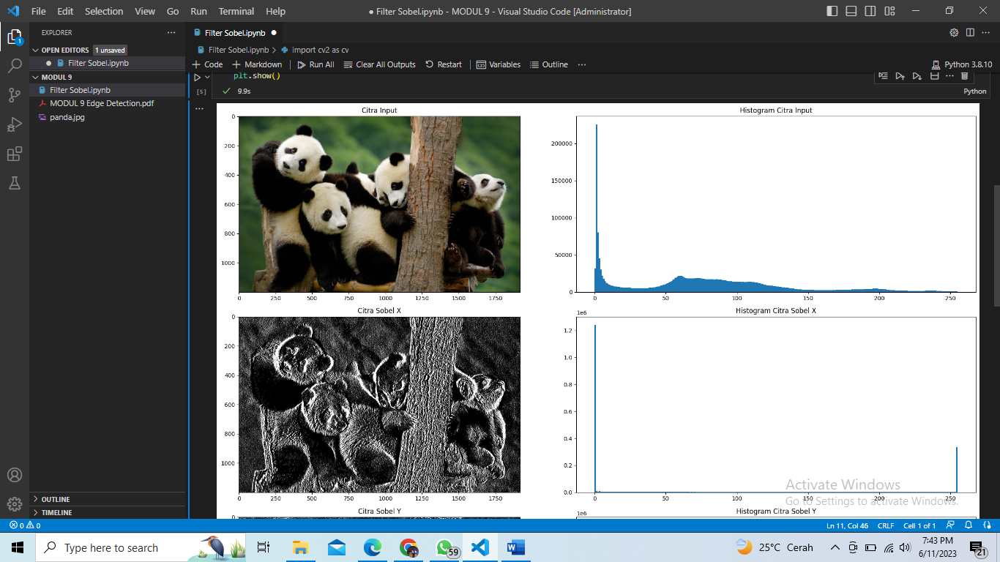 File Edit Selection View Go Run Terminal Help
● Filter Sobel.ipynb - MODUL 9 - Visual Studio Code [Administrator]
EXPLORER
OPEN EDITORS 1 unsaved
Filter Sobel.ipynb
MODUL 9
Filter Sobel.ipynb
MODUL 9 Edge Detection.pdf
panda.jpg
OUTLINE
TIMELINE
Filter Sobel.ipynb
Filter Sobel.ipynb > import cv2 as cv
+ Code + Markdown Run All Clear All Outputs Restart Variables Outline ...
Python 3.8.10
plt.show()
[5]
9.9s
Python
Citra Input
0
200
400
600
800
1000
0 250 500 750 1000 1250 1500 1750
Histogram Citra Input
200000
150000
100000
50000
0
0 50 100 150 200 250
Citra Sobel X
0
200
400
600
800
1000
0 250 500 750 1000 1250 1500 1750
Histogram Citra Sobel X
1e6
1.2
1.0
0.8
0.6
0.4
0.2
0.0
0 50 100 150 200 250
Citra Sobel Y
0
Histogram Citra Sobel Y
1e6
Activate Windows
Go to Settings to activate Windows.
1
0 0
Ln 11, Col 46 CRLF Cell 1 of 1
Type here to search
59
25°C Cerah
7:43 PM
6/11/2023
21